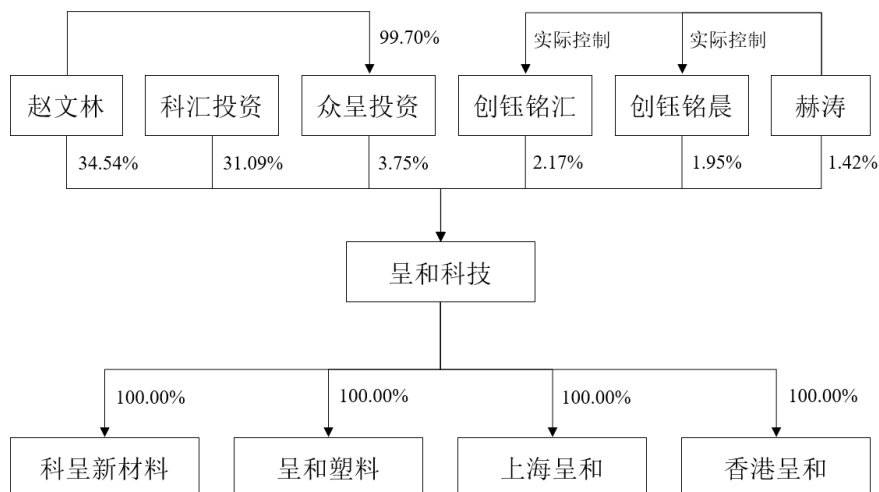 99.70%
实际控制
实际控制
赵文林
科汇投资
众呈投资
创钰铭汇
创钰铭晨
赫涛
34.54%
31.09%
3.75%
2.17%
1.95%
1.42%
呈和科技
100.00%
100.00%
100.00%
100.00%
科呈新材料
呈和塑料
上海呈和
香港呈和